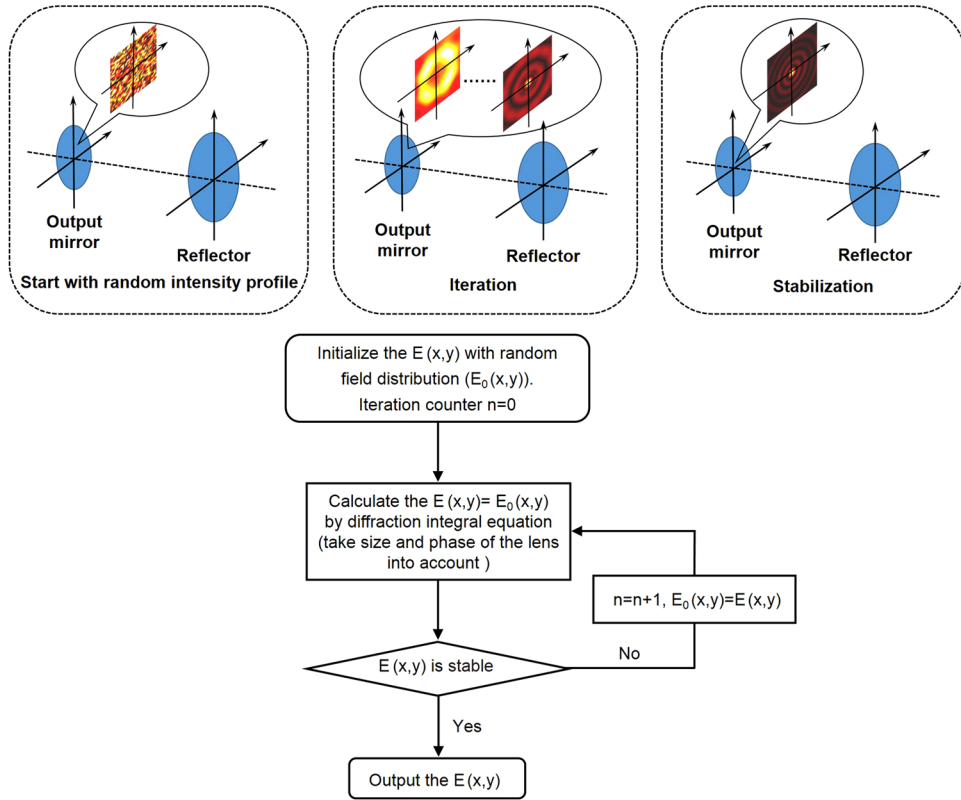 Output
mirror
Reflector
Start with random intensity profile
......
Output
mirror
Reflector
Iteration
Output
mirror
Reflector
Stabilization
Initialize the E(x,y) with random
field distribution (E₀(x,y)).
Iteration counter n=0
Calculate the E(x,y)= E₀(x,y)
by diffraction integral equation
(take size and phase of the lens
into account )
n=n+1, E₀(x,y)=E(x,y)
E(x,y) is stable
No
Yes
Output the E(x,y)